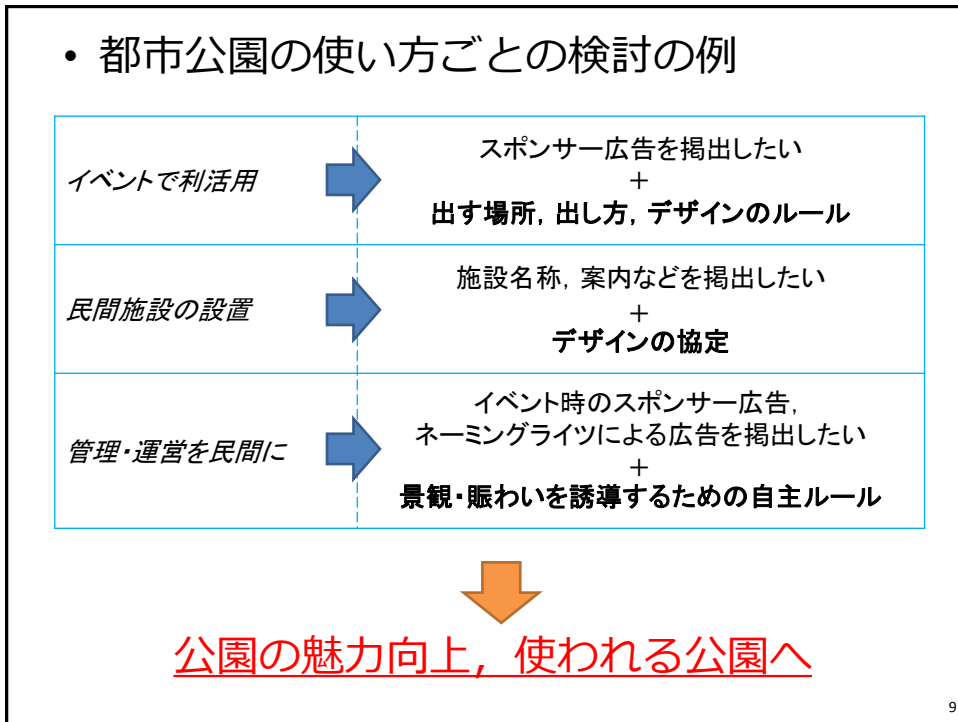 • 都市公園の使い方ごとの検討の例
イベントで利活用
スポンサー広告を掲出したい
+
出す場所, 出し方, デザインのルール
民間施設の設置
施設名称, 案内などを掲出したい
+
デザインの協定
管理・運営を民間に
イベント時のスポンサー広告,
ネーミングライツによる広告を掲出したい
+
景観・賑わいを誘導するための自主ルール
公園の魅力向上, 使われる公園へ
9